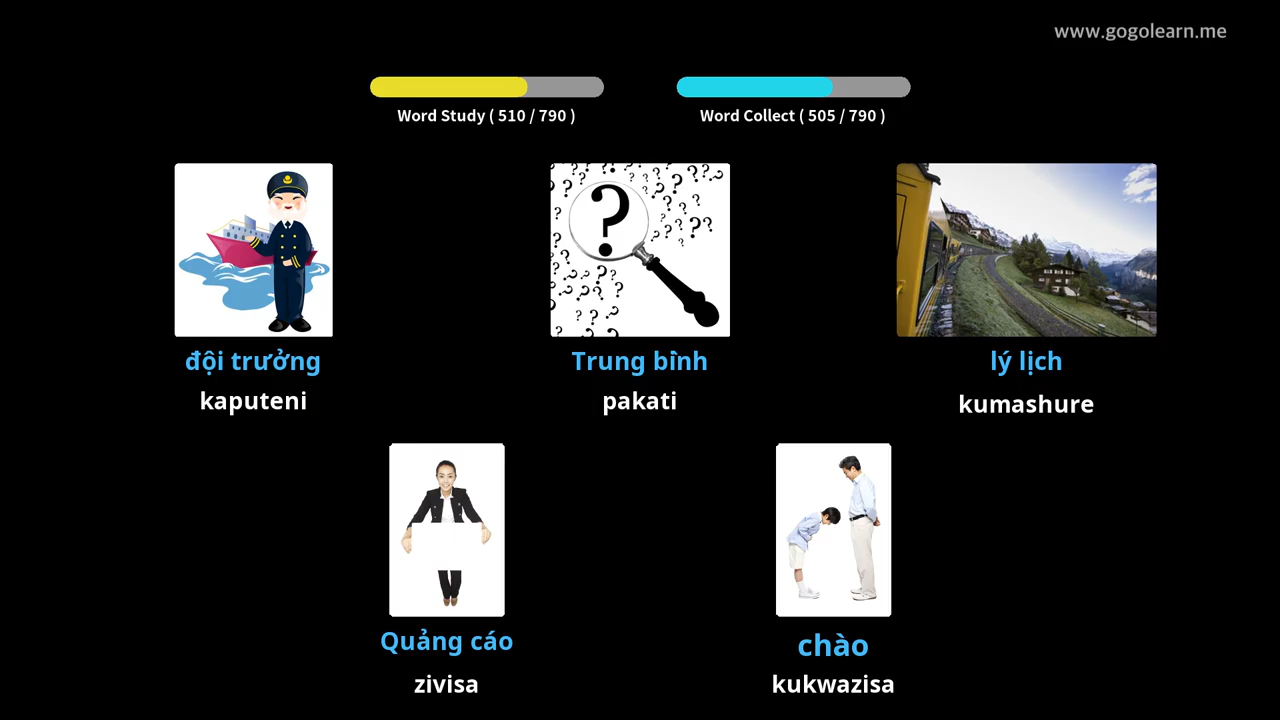 www.gogolearn.me
Word Study ( 510 / 790 )
Word Collect ( 505 / 790 )
đội trưởng
Trung bình
lý lịch
kaputeni
pakati
kumashure
Quảng cáo
chào
zivisa
kukwazisa